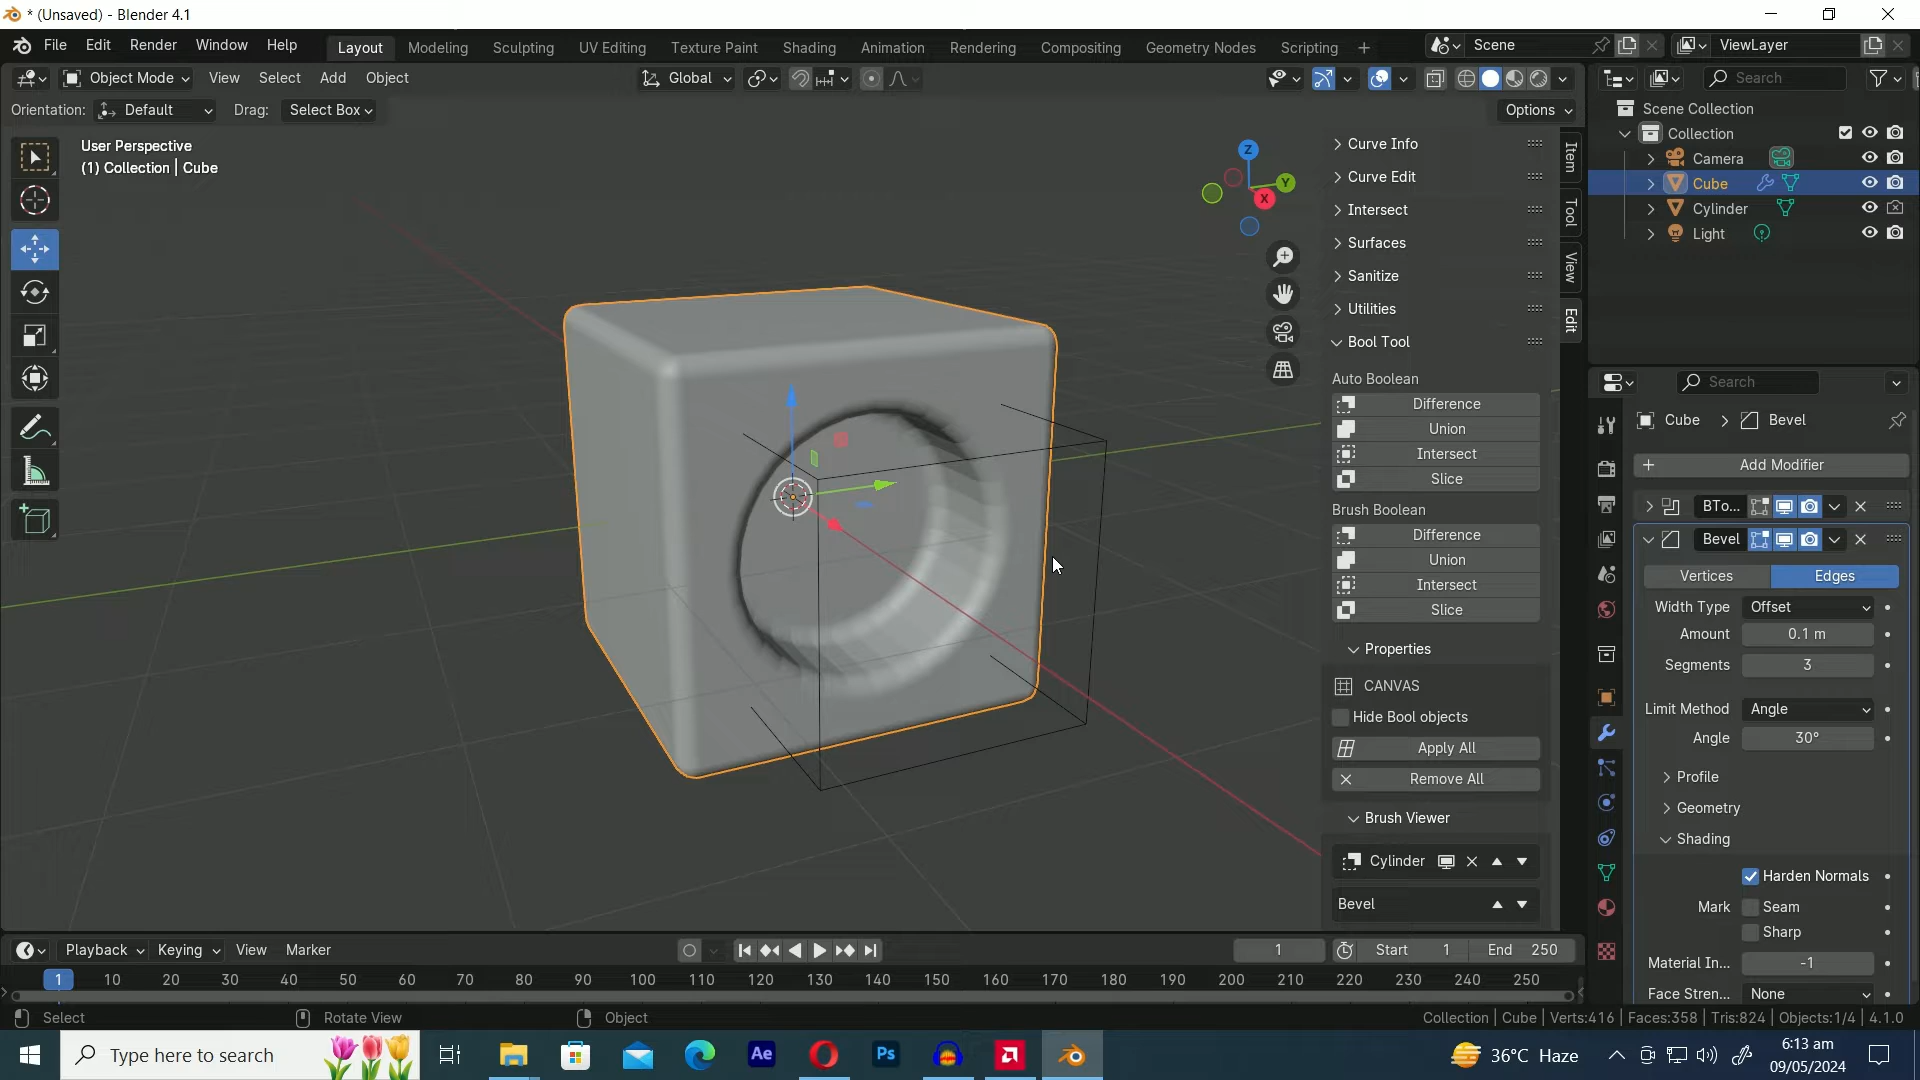 * (Unsaved) - Blender 4.1
File Edit Render Window Help Layout Modeling Sculpting UV Editing Texture Paint Shading Animation Rendering Compositing Geometry Nodes Scripting + Scene ViewLayer
Object Mode View Select Add Object Global Search
Orientation: Default Drag: Select Box Options
User Perspective
(1) Collection | Cube
Z
Y
X
Curve Info
Curve Edit
Intersect
Surfaces
Sanitize
Utilities
Bool Tool
Auto Boolean
Difference
Union
Intersect
Slice
Brush Boolean
Difference
Union
Intersect
Slice
Properties
CANVAS
Hide Bool objects
Apply All
Remove All
Brush Viewer
Cylinder
Bevel
Item
Tool
View
Edit
Scene Collection
Collection
Camera
Cube
Cylinder
Light
Search
Cube > Bevel
+ Add Modifier
BTo...
Bevel
Vertices Edges
Width Type Offset
Amount 0.1 m
Segments 3
Limit Method Angle
Angle 30°
Profile
Geometry
Shading
Harden Normals
Mark Seam
Sharp
Material In... -1
Face Stren... None
Playback Keying View Marker 1 Start 1 End 250
1 10 20 30 40 50 60 70 80 90 100 110 120 130 140 150 160 170 180 190 200 210 220 230 240 250
Select Rotate View Object Collection | Cube | Verts:416 | Faces:358 | Tris:824 | Objects:1/4 | 4.1.0
Type here to search Ae Ps 36°C Haze 6:13 am
09/05/2024